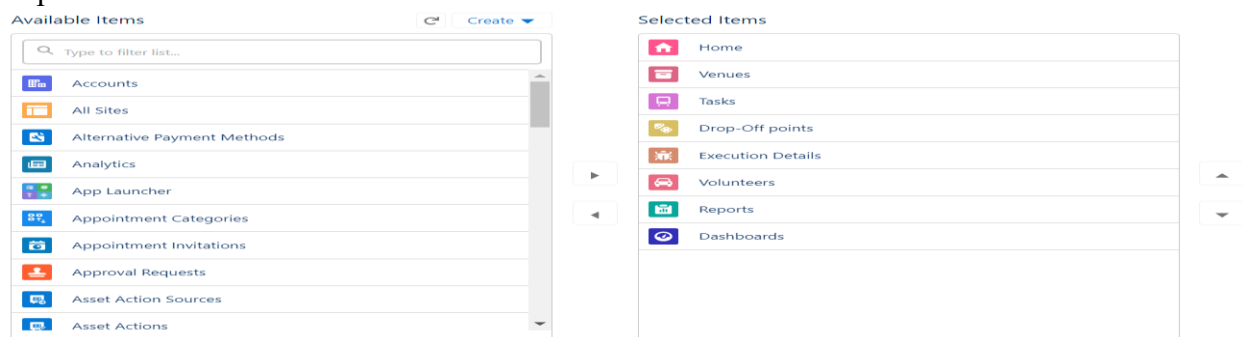 Available Items
Create
Type to filter list...
Accounts
All Sites
Alternative Payment Methods
Analytics
App Launcher
Appointment Categories
Appointment Invitations
Approval Requests
Asset Action Sources
Asset Actions
Selected Items
Home
Venues
Tasks
Drop-Off points
Execution Details
Volunteers
Reports
Dashboards